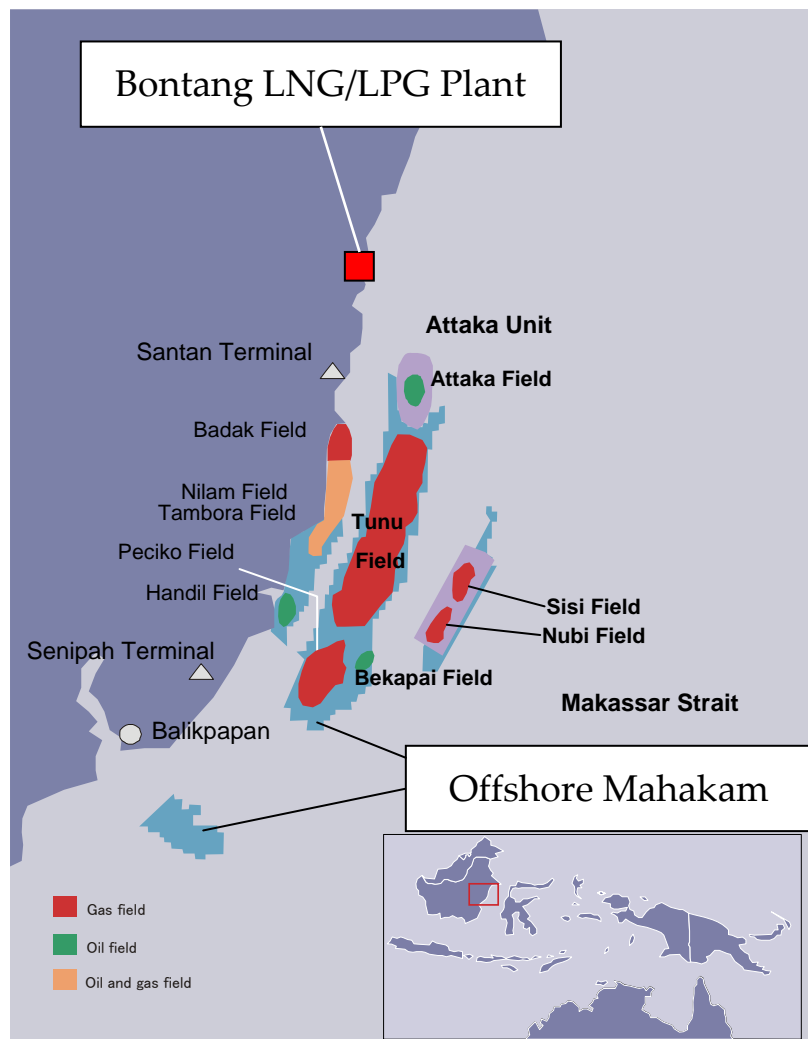 Bontang LNG/LPG Plant
Attaka Unit
Santan Terminal
Attaka Field
Badak Field
Nilam Field
Tambora Field
Tunu
Field
Peciko Field
Handil Field
Sisi Field
Nubi Field
Senipah Terminal
Bekapai Field
Makassar Strait
Balikpapan
Offshore Mahakam
Gas field
Oil field
Oil and gas field